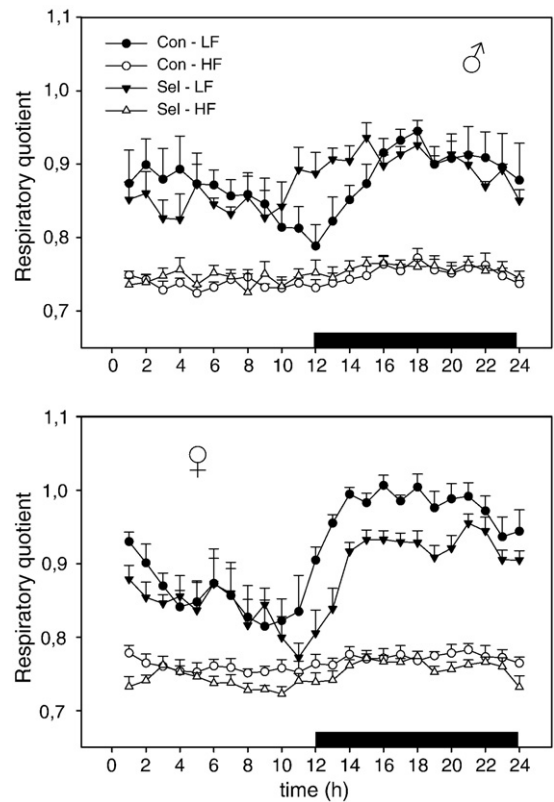 1,1
1,0
0,9
0,8
0,7
Respiratory quotient
Con - LF
Con - HF
Sel - LF
Sel - HF
♂
0 2 4 6 8 10 12 14 16 18 20 22 24
1,1
1,0
0,9
0,8
0,7
Respiratory quotient
♀
0 2 4 6 8 10 12 14 16 18 20 22 24
time (h)